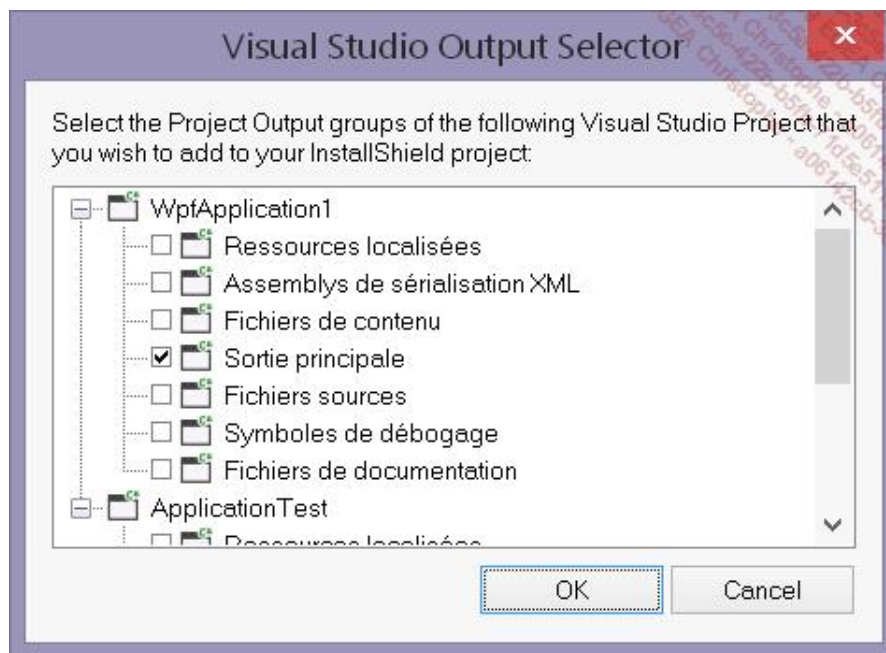 Visual Studio Output Selector
Select the Project Output groups of the following Visual Studio Project that
you wish to add to your InstallShield project:
WpfApplication1
Ressources localisées
Assemblys de sérialisation XML
Fichiers de contenu
Sortie principale
Fichiers sources
Symboles de débogage
Fichiers de documentation
ApplicationTest
Ressources localisées
OK
Cancel